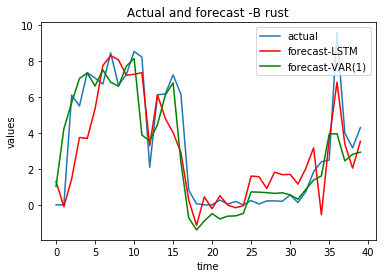 Actual and forecast -B rust
actual
forecast-LSTM
forecast-VAR(1)
values
10
8
6
4
2
0
0 5 10 15 20 25 30 35 40
time